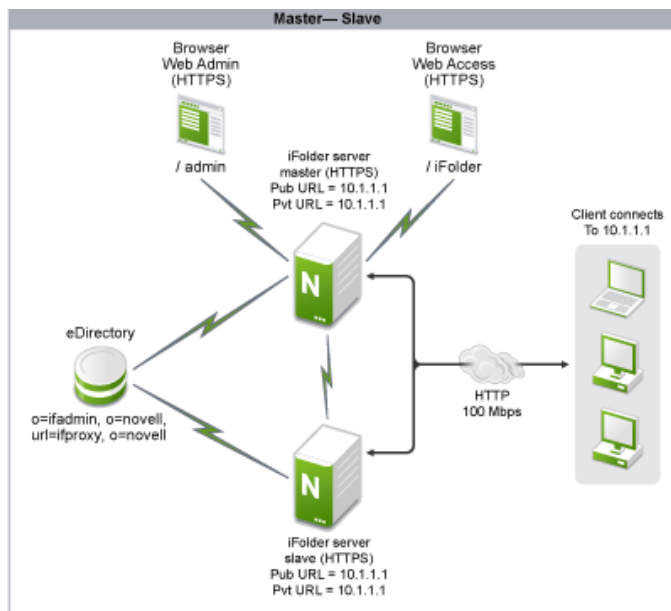 Master— Slave
Browser
Web Admin
(HTTPS)
Browser
Web Access
(HTTPS)
/ admin
/ iFolder
iFolder server
master (HTTPS)
Pub URL = 10.1.1.1
Pvt URL = 10.1.1.1
Client connects
To 10.1.1.1
N
eDirectory
o=ifadmin, o=novell,
url=ifproxy, o=novell
HTTP
100 Mbps
N
iFolder server
slave (HTTPS)
Pub URL = 10.1.1.1
Pvt URL = 10.1.1.1